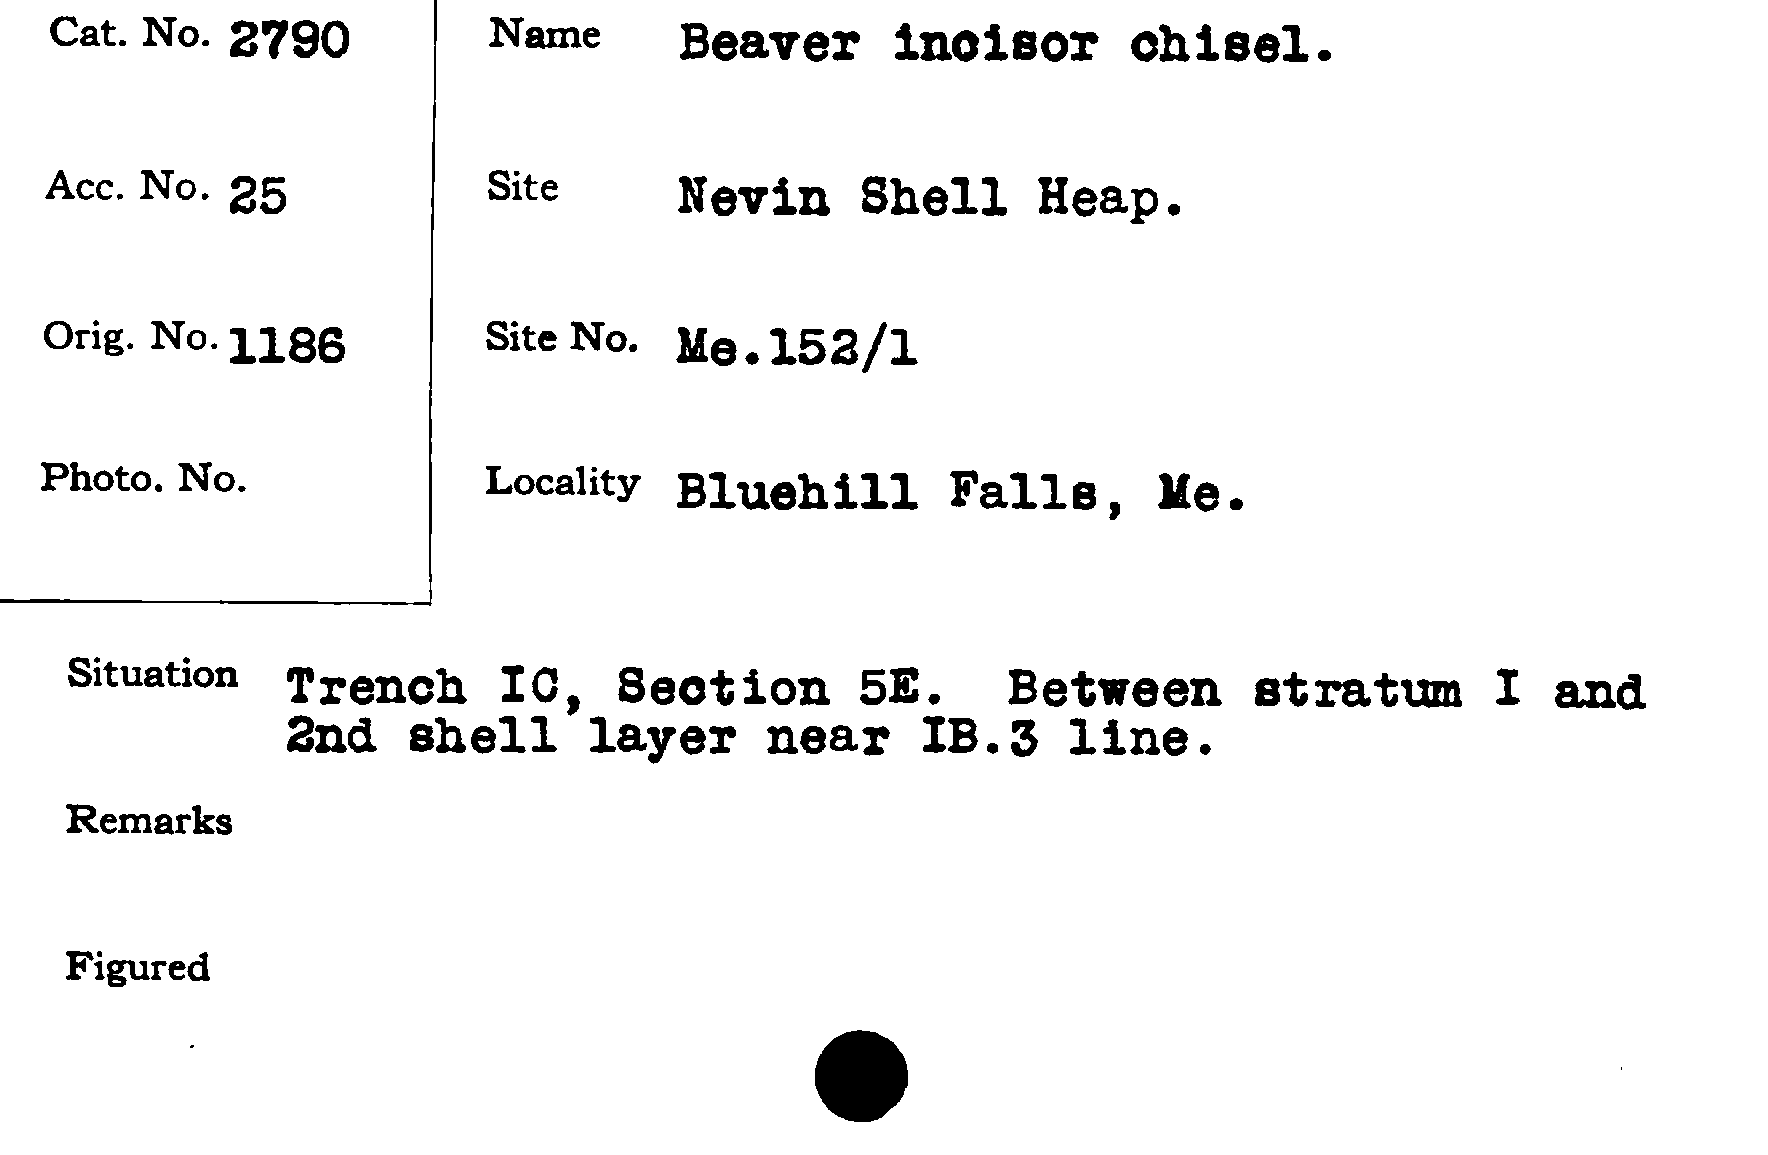 Cat. No. 2790
Name Beaver incisor chisel.
Acc. No. 25
Site Nevin Shell Heap.
Orig. No. 1186
Site No. Me.152/1
Photo. No.
Locality Bluehill Falls, Me.
Situation Trench IC, Section 5E. Between stratum I and
2nd shell layer near IB.3 line.
Remarks
Figured